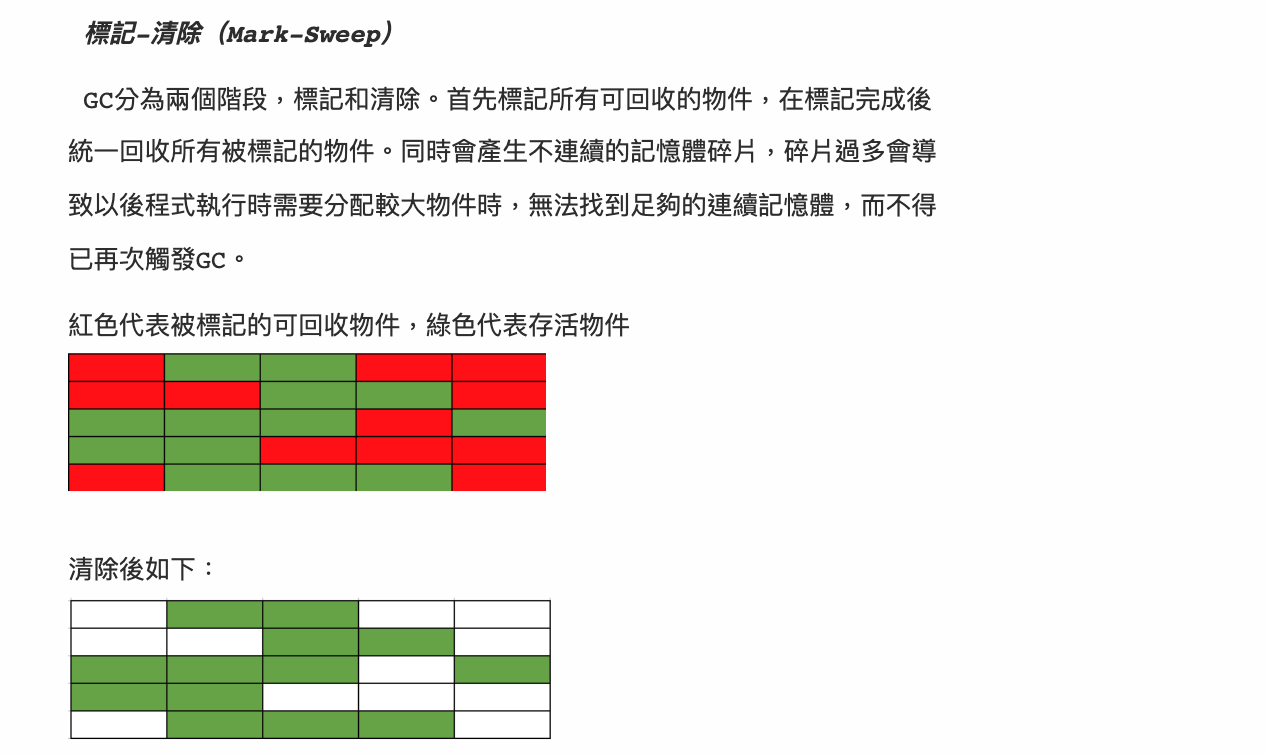 標記-清除（Mark-Sweep）
GC分為兩個階段，標記和清除。首先標記所有可回收的物件，在標記完成後
統一回收所有被標記的物件。同時會產生不連續的記憶體碎片，碎片過多會導
致以後程式執行時需要分配較大物件時，無法找到足夠的連續記憶體，而不得
已再次觸發GC。
紅色代表被標記的可回收物件，綠色代表存活物件
清除後如下：